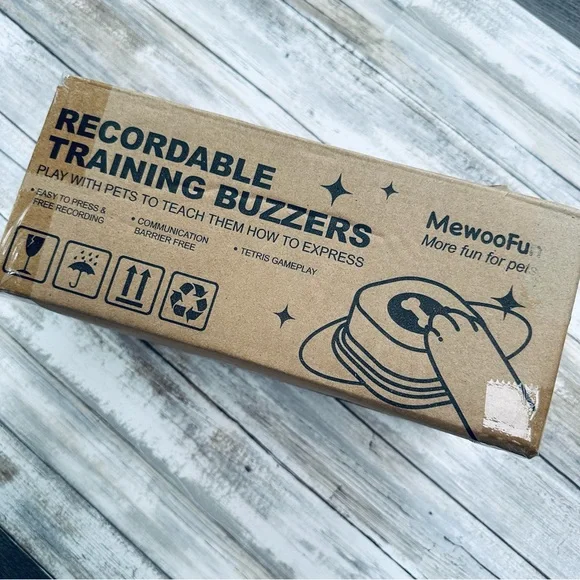 RECORDABLE
TRAINING BUZZERS
PLAY WITH PETS TO TEACH THEM HOW TO EXPRESS
• EASY TO PRESS &
FREE RECORDING
• COMMUNICATION
BARRIER FREE
• TETRIS GAMEPLAY
MewooFun
More fun for pets